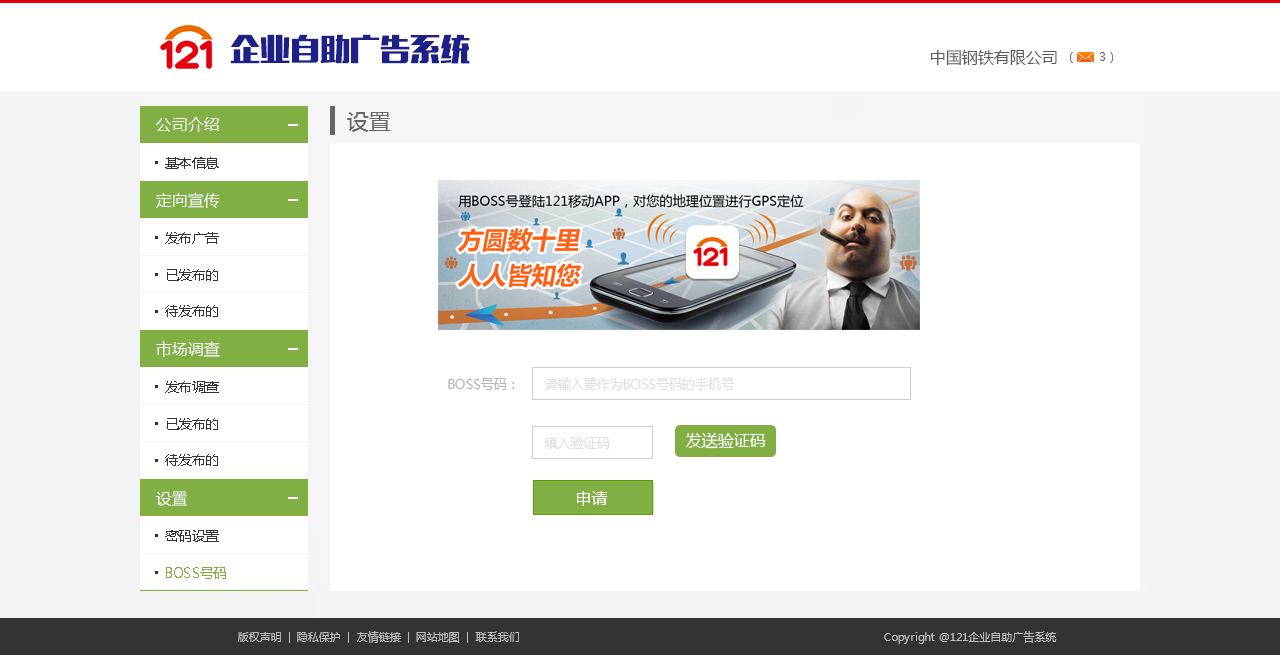 121 企业自助广告系统
中国钢铁有限公司 ( 3 )
公司介绍
基本信息
定向宣传
发布广告
已发布的
待发布的
市场调查
发布调查
已发布的
待发布的
设置
密码设置
BOSS号码
设置
用BOSS号登陆121移动APP，对您的地理位置进行GPS定位
方圆数十里
人人皆知您
121
BOSS号码： 请输入要作为BOSS号码的手机号
填入验证码 发送验证码
申请
版权声明 | 隐私保护 | 友情链接 | 网站地图 | 联系我们
Copyright @121企业自助广告系统